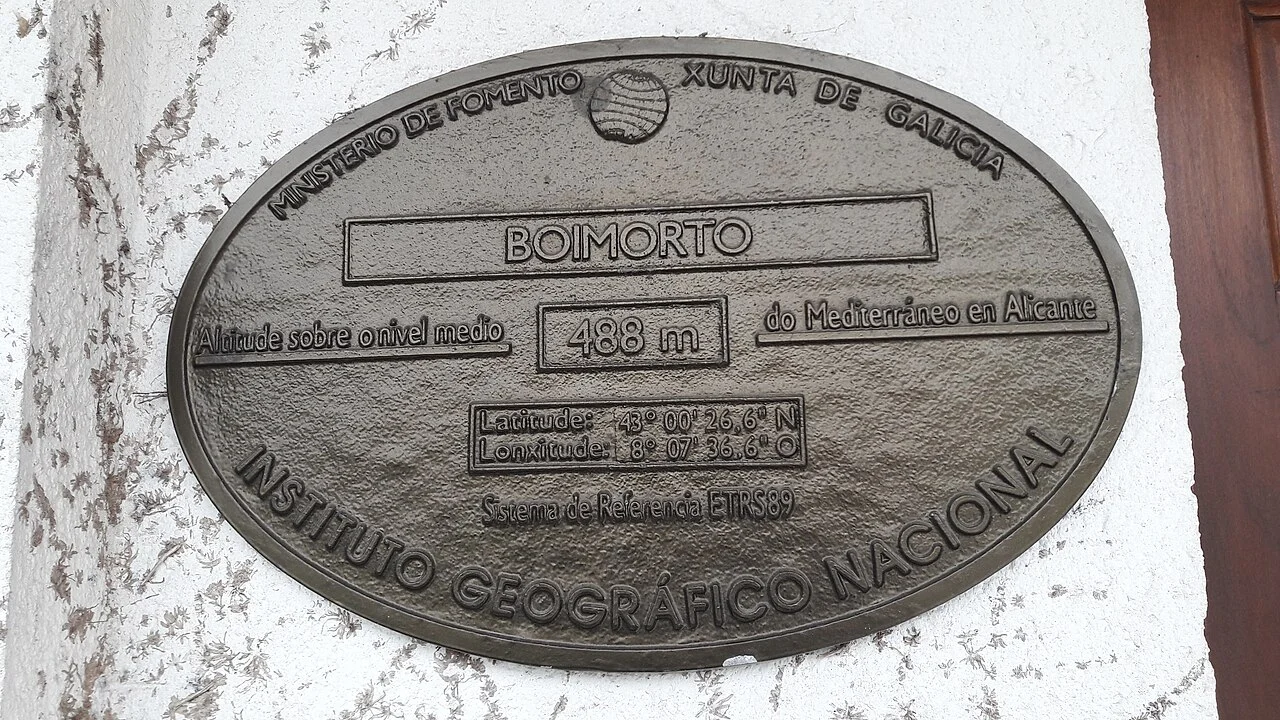 MINISTERIO DE FOMENTO
XUNTA DE GALICIA
BOIMORTO
Altitude sobre o nivel medio
488 m
do Mediterráneo en Alicante
Latitude: 43° 00' 26,6" N
Lonxitude: 8° 07' 36,6" O
Sistema de Referencia ETRS89
INSTITUTO GEOGRÁFICO NACIONAL